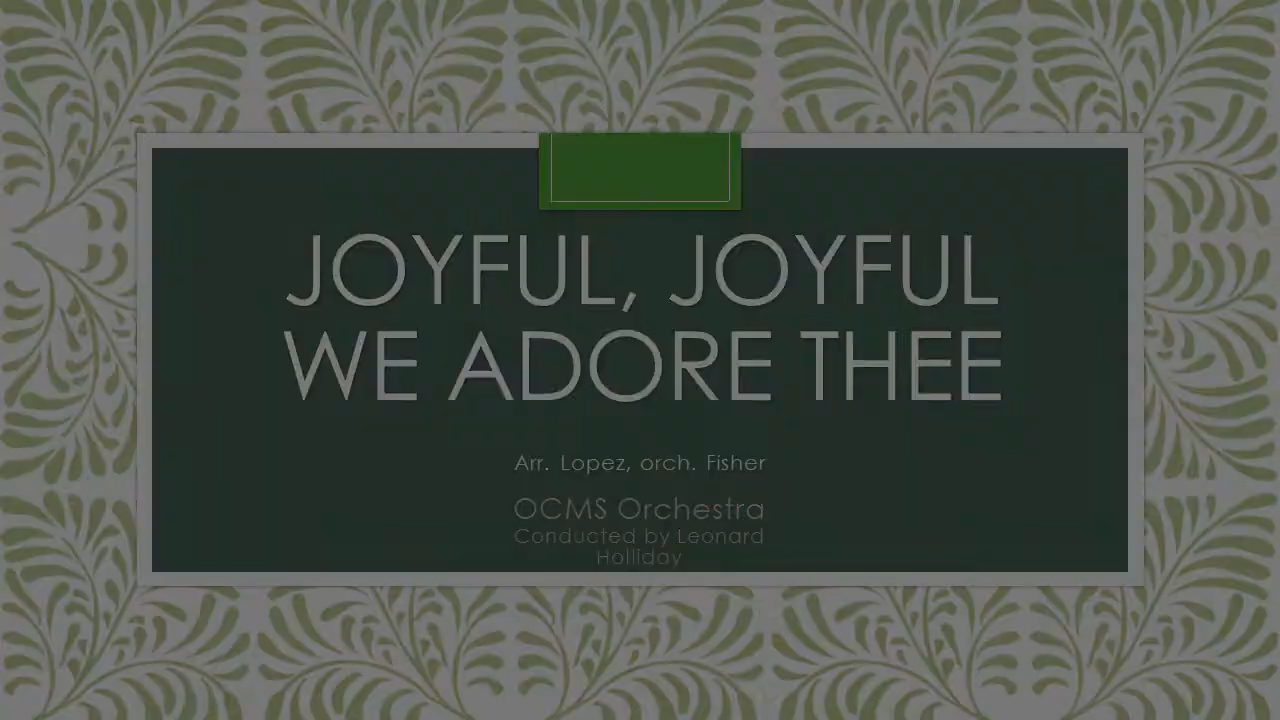 JOYFUL, JOYFUL
WE ADORE THEE
Arr. Lopez, orch. Fisher
OCMS Orchestra
Conducted by Leonard
Holliday